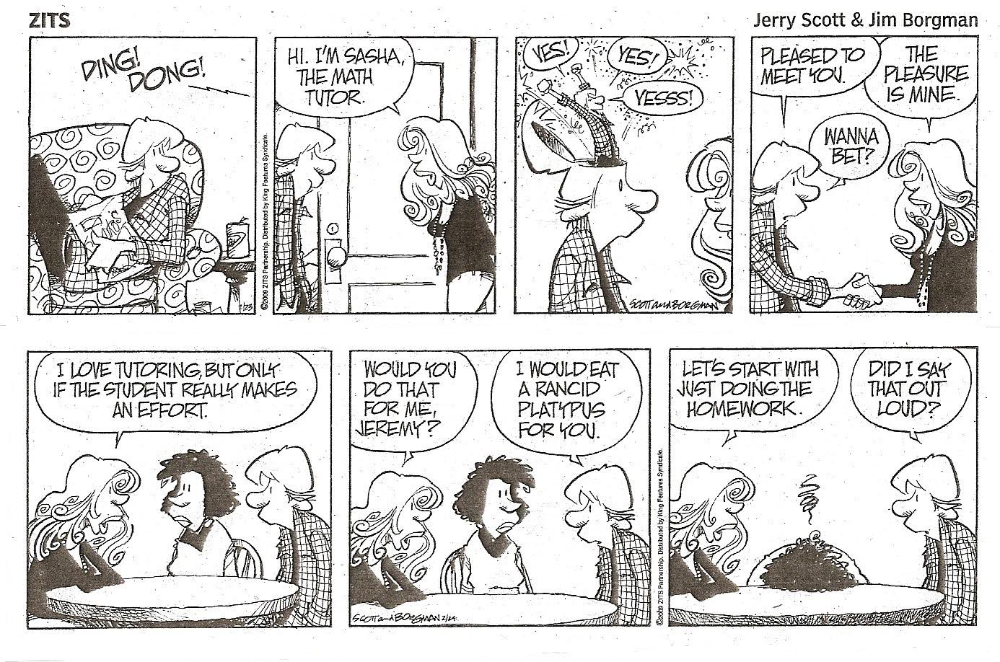 ZITS
Jerry Scott & Jim Borgman
DING!
DONG!
2/23
©2009 ZITS Partnership. Distributed by King Features Syndicate.
HI. I'M SASHA,
THE MATH
TUTOR.
YES!
YES!
YESSS!
SCOTT and BORGMAN
PLEASED TO
MEET YOU.
THE
PLEASURE
IS MINE.
WANNA
BET?
I LOVE TUTORING, BUT ONLY
IF THE STUDENT REALLY MAKES
AN EFFORT.
WOULD YOU
DO THAT
FOR ME,
JEREMY?
I WOULD EAT
A RANCID
PLATYPUS
FOR YOU.
SCOTT and BORGMAN 2/24
©2009 ZITS Partnership. Distributed by King Features Syndicate.
LET'S START WITH
JUST DOING THE
HOMEWORK.
DID I SAY
THAT OUT
LOUD?